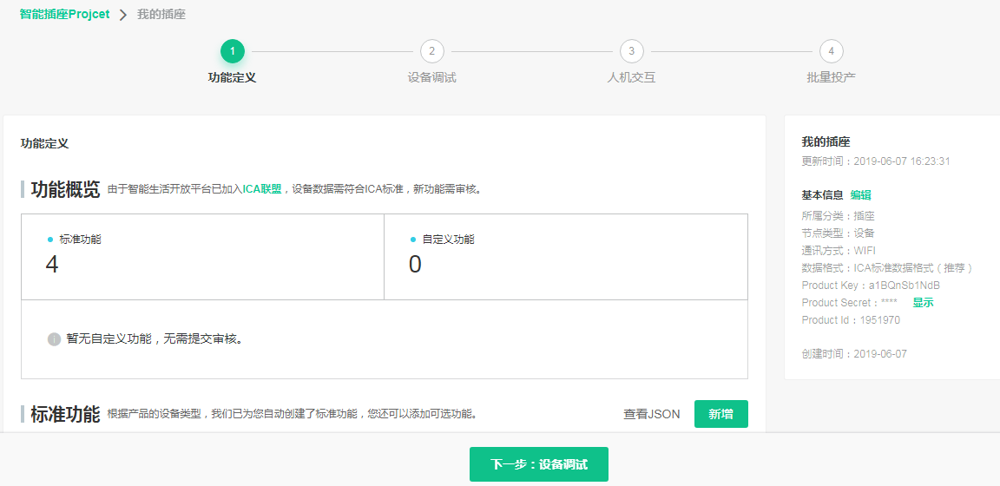 智能插座Projcet > 我的插座
1 2 3 4
功能定义 设备调试 人机交互 批量投产
功能定义
功能概览 由于智能生活开放平台已加入ICA联盟，设备数据需符合ICA标准，新功能需审核。
标准功能
4
自定义功能
0
暂无自定义功能，无需提交审核。
标准功能 根据产品的设备类型，我们已为您自动创建了标准功能，您还可以添加可选功能。 查看JSON 新增
下一步：设备调试
我的插座
更新时间：2019-06-07 16:23:31
基本信息 编辑
所属分类：插座
节点类型：设备
通讯方式：WIFI
数据格式：ICA标准数据格式（推荐）
Product Key：a1BQnSb1NdB
Product Secret：**** 显示
Product Id：1951970
创建时间：2019-06-07